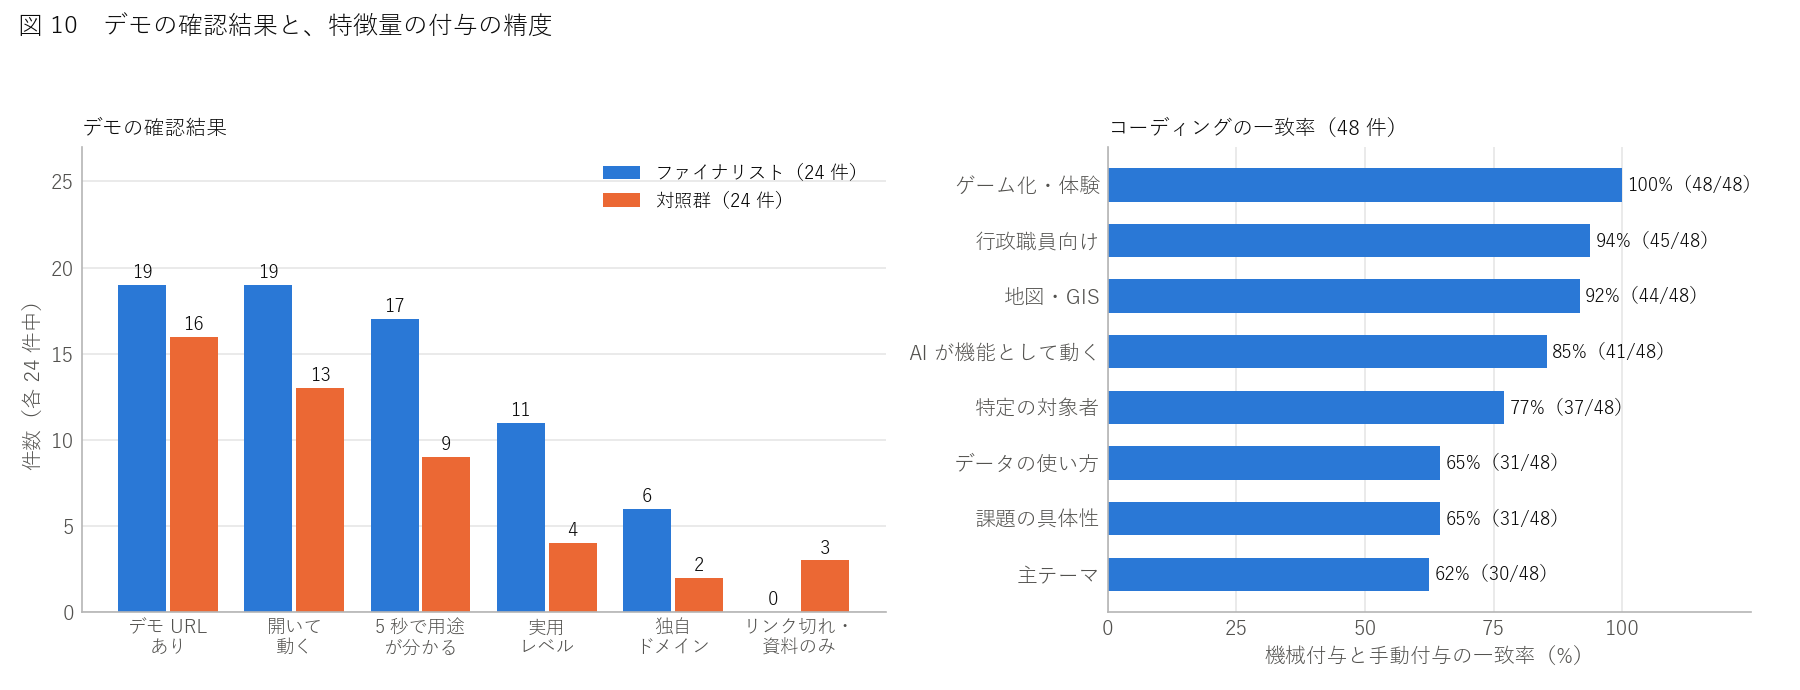 図 10　デモの確認結果と、特徴量の付与の精度
デモの確認結果
件数（各 24 件中）
25
20
15
10
5
0
ファイナリスト（24 件）
対照群（24 件）
19
16
19
13
17
9
11
4
6
2
0
3
デモ URL
あり
開いて
動く
5 秒で用途
が分かる
実用
レベル
独自
ドメイン
リンク切れ・
資料のみ
コーディングの一致率（48 件）
ゲーム化・体験
100%（48/48）
行政職員向け
94%（45/48）
地図・GIS
92%（44/48）
AI が機能として動く
85%（41/48）
特定の対象者
77%（37/48）
データの使い方
65%（31/48）
課題の具体性
65%（31/48）
主テーマ
62%（30/48）
0
25
50
75
100
機械付与と手動付与の一致率（%）